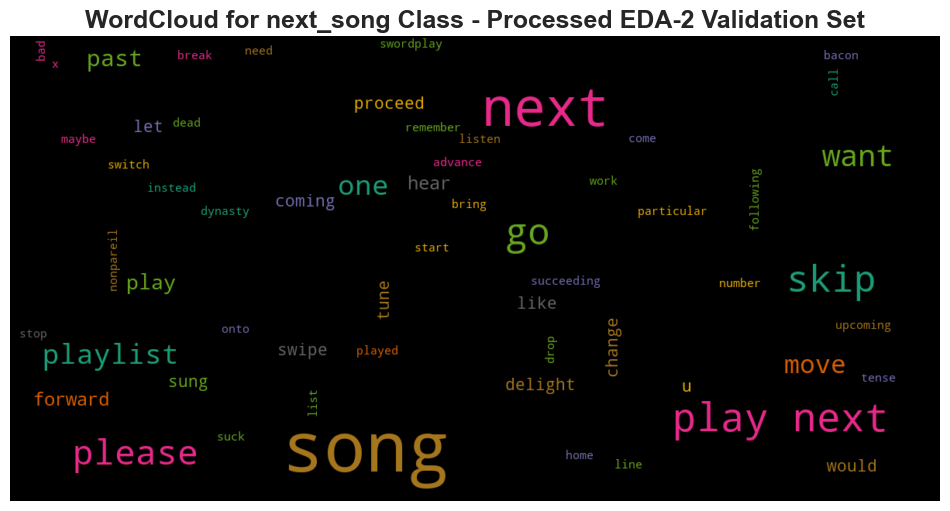 WordCloud for next_song Class - Processed EDA-2 Validation Set
bad
x
past
break
need
swordplay
bacon
call
proceed
next
let
dead
remember
maybe
listen
come
want
switch
advance
instead
one
hear
work
following
dynasty
coming
bring
particular
go
nonpareil
start
play
tune
succeeding
number
skip
like
stop
onto
change
upcoming
playlist
swipe
played
drop
move
sung
delight
u
tense
forward
list
play next
suck
song
please
home
line
would